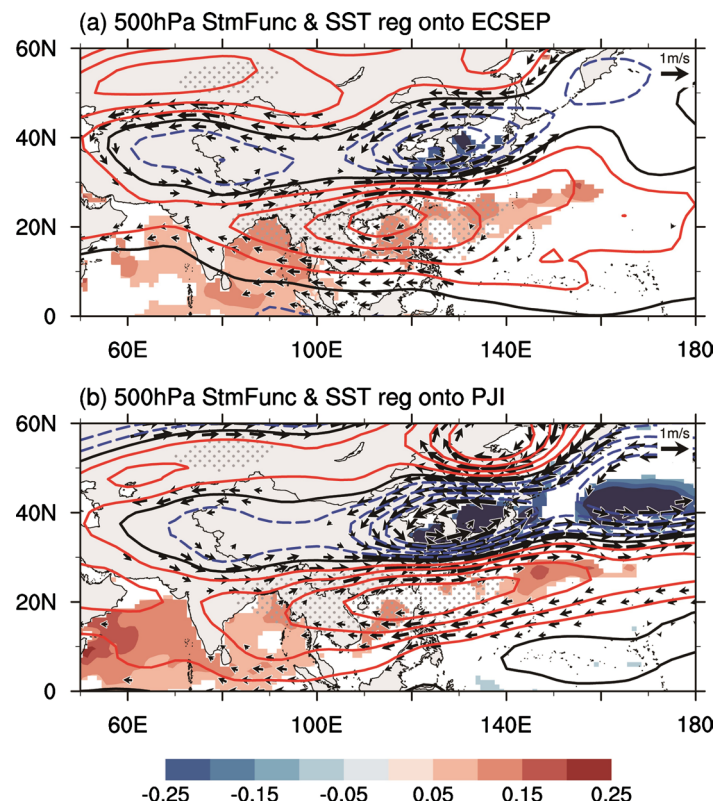 (a) 500hPa StmFunc & SST reg onto ECSEP
60N
1m/s
40N
20N
0
60E 100E 140E 180
(b) 500hPa StmFunc & SST reg onto PJI
60N
1m/s
40N
20N
0
60E 100E 140E 180
-0.25 -0.15 -0.05 0.05 0.15 0.25